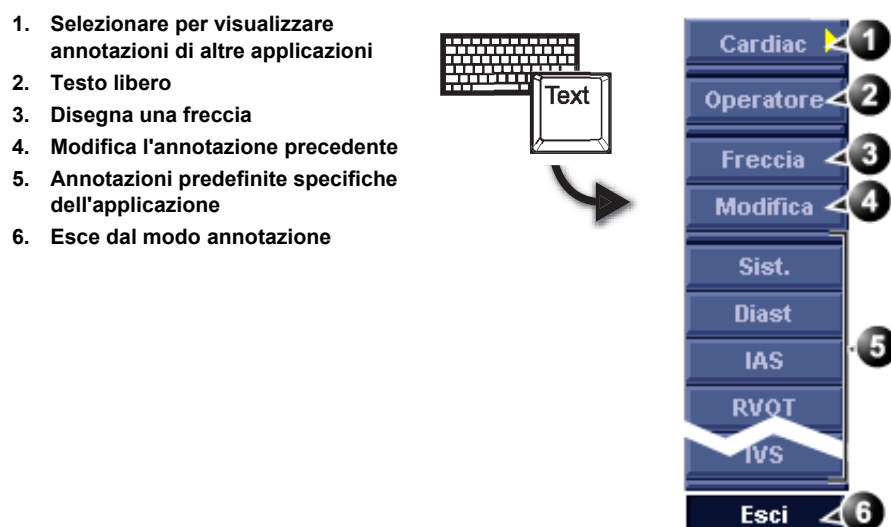 1. Selezionare per visualizzare
annotazioni di altre applicazioni
2. Testo libero
3. Disegna una freccia
4. Modifica l'annotazione precedente
5. Annotazioni predefinite specifiche
dell'applicazione
6. Esce dal modo annotazione
Text
Cardiac 1
Operatore 2
Freccia 3
Modifica 4
Sist.
Diast
IAS
5
RVOT
IVS
Esci 6